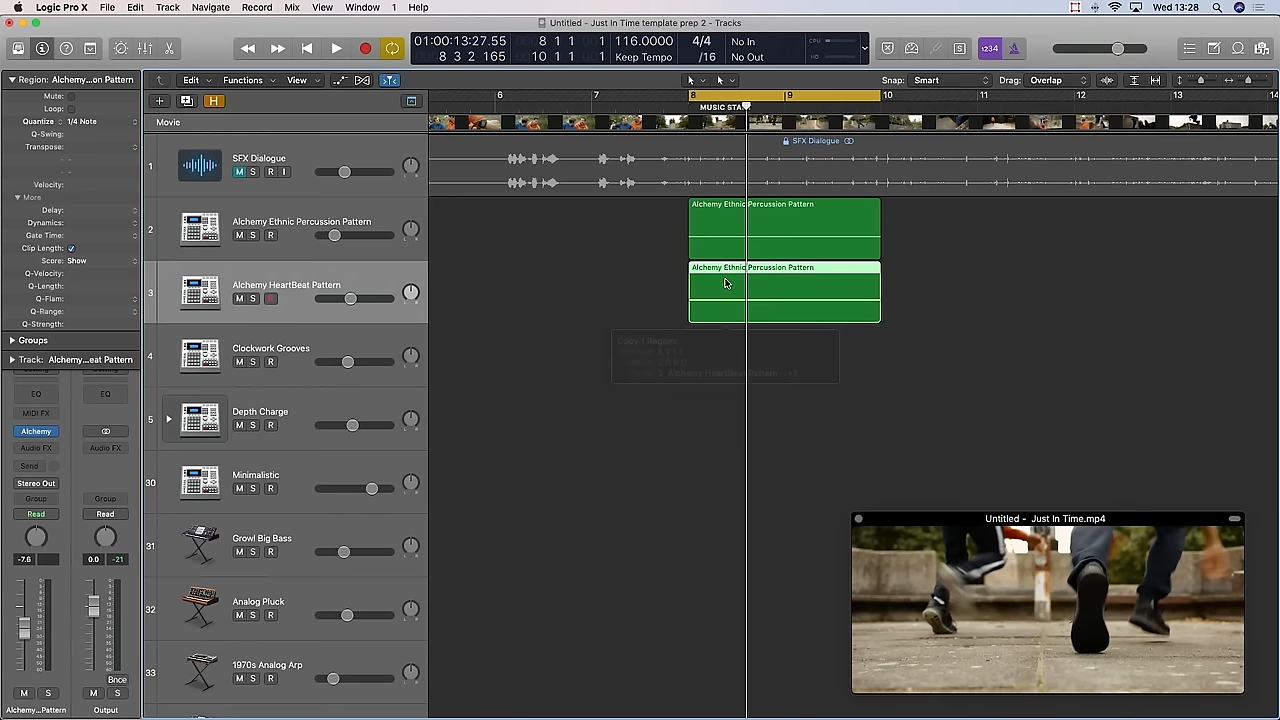 Logic Pro X File Edit Track Navigate Record Mix View Window 1 Help Wed 13:28
Untitled - Just In Time template prep 2 - Tracks
01:00:13:27.55 8 1 1 1 116.0000 4/4 No In CPU
8 3 2 165 10 1 1 1 Keep Tempo /16 No Out
1234
Region: Alchemy...on Pattern
Edit Functions View Snap: Smart Drag: Overlap
Mute:
Loop:
Quantize 1/4 Note
Q-Swing:
Transpose:
Velocity:
More
Delay:
Dynamics:
Gate Time:
Clip Length:
Score: Show
Q-Velocity:
Q-Length:
Q-Flam:
Q-Range:
Q-Strength:
Groups
Track: Alchemy...eat Pattern
EQ EQ
MIDI FX
Alchemy
Audio FX Audio FX
Send
Stereo Out
Group Group
Read Read
-7.6 0.0 -21
Bnce
M S M S
Alchemy...Pattern Output
H
6 7 8 9 10 11 12 13 14
MUSIC STA
Movie
1 SFX Dialogue
M S R I
SFX Dialogue
2 Alchemy Ethnic Percussion Pattern
M S R
Alchemy Ethnic Percussion Pattern
3 Alchemy HeartBeat Pattern
M S R
Alchemy Ethnic Percussion Pattern
Copy 1 Region
Alchemy HeartBeat Pattern
4 Clockwork Grooves
M S R
5 Depth Charge
M S R
30 Minimalistic
M S R
31 Growl Big Bass
M S R
32 Analog Pluck
M S R
33 1970s Analog Arp
M S R
Untitled - Just In Time.mp4